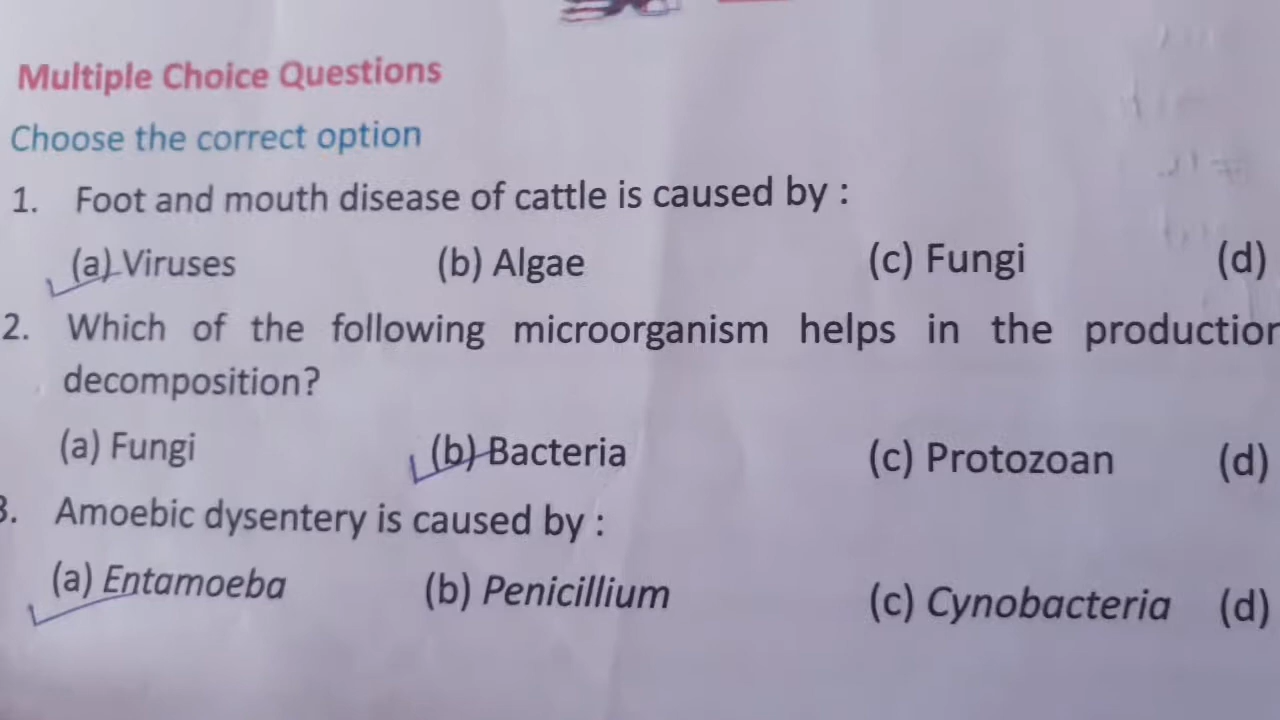 Multiple Choice Questions
Choose the correct option
1. Foot and mouth disease of cattle is caused by :
(a) Viruses (b) Algae (c) Fungi (d)
2. Which of the following microorganism helps in the production
decomposition?
(a) Fungi (b) Bacteria (c) Protozoan (d)
3. Amoebic dysentery is caused by :
(a) Entamoeba (b) Penicillium (c) Cynobacteria (d)